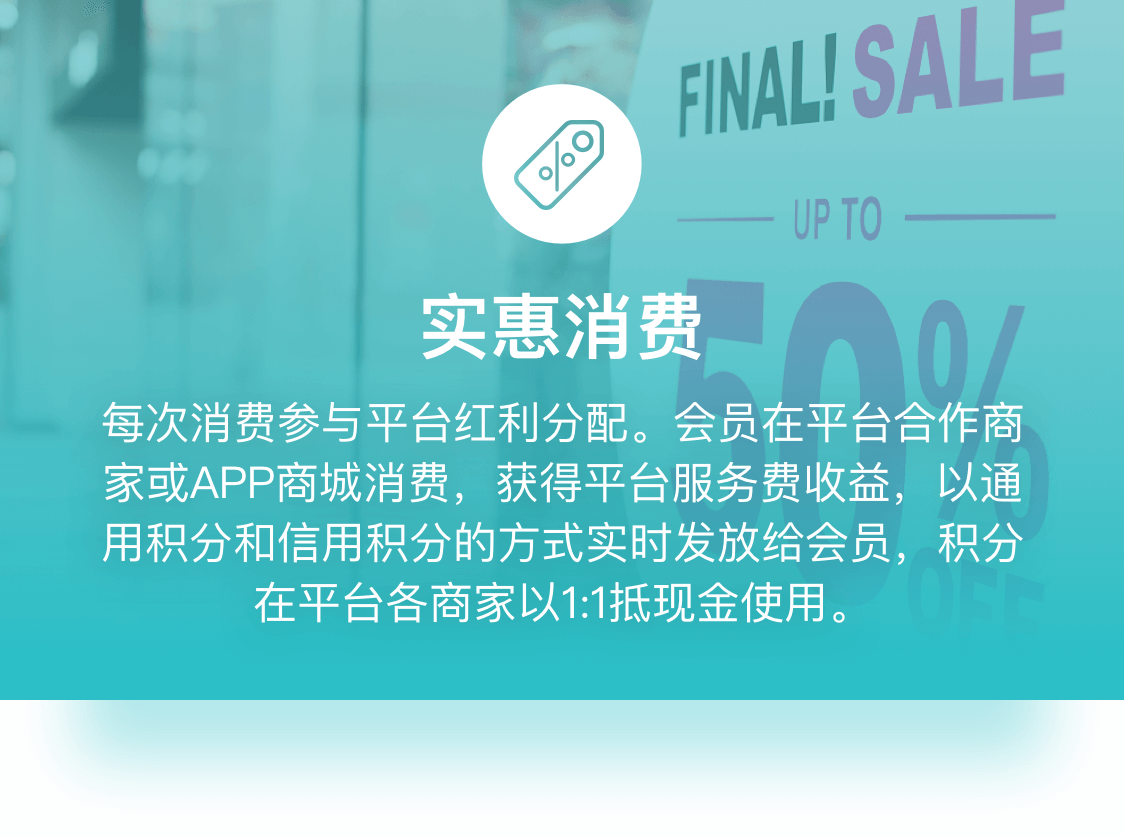 FINAL! SALE
UP TO
50%
OFF
实惠消费
每次消费参与平台红利分配。会员在平台合作商
家或APP商城消费，获得平台服务费收益，以通
用积分和信用积分的方式实时发放给会员，积分
在平台各商家以1:1抵现金使用。